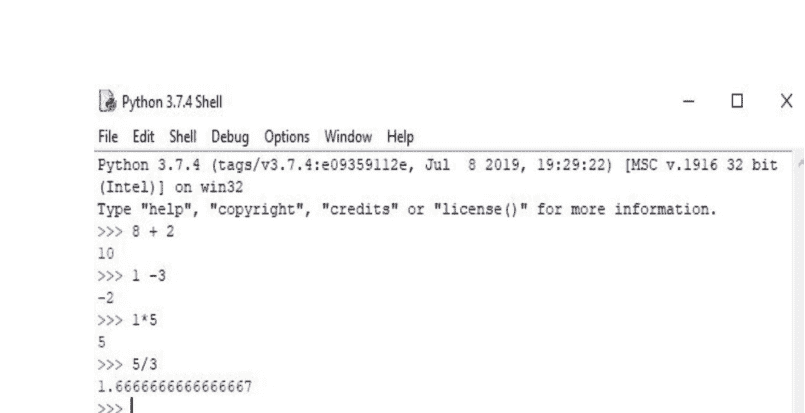 Python 3.7.4 Shell
File Edit Shell Debug Options Window Help
Python 3.7.4 (tags/v3.7.4:e09359112e, Jul  8 2019, 19:29:22) [MSC v.1916 32 bit
(Intel)] on win32
Type "help", "copyright", "credits" or "license()" for more information.
>>> 8 + 2
10
>>> 1 -3
-2
>>> 1*5
5
>>> 5/3
1.6666666666666667
>>>